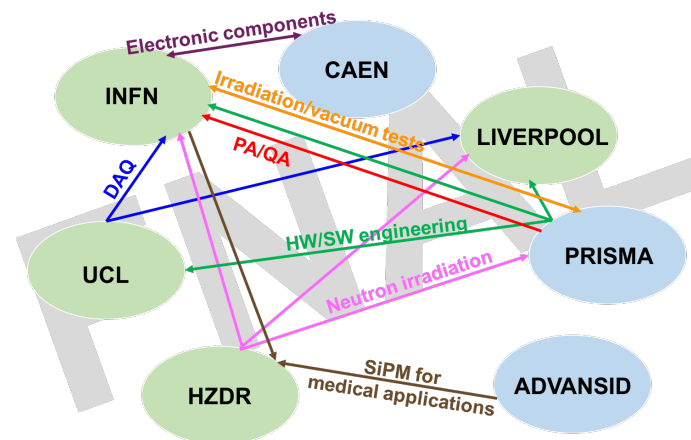 Electronic components
CAEN
INFN
Irradiation/vacuum tests
LIVERPOOL
PA/QA
DAQ
HW/SW engineering
PRISMA
UCL
Neutron irradiation
SiPM for
medical applications
ADVANSID
HZDR